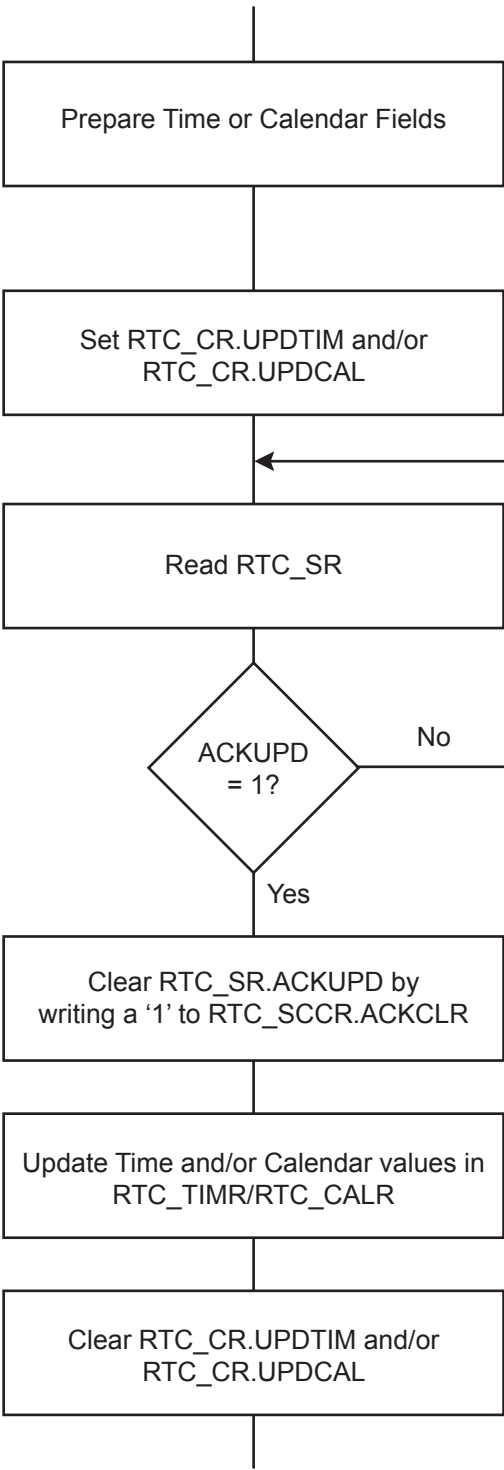 Prepare Time or Calendar Fields
Set RTC_CR.UPDTIM and/or
RTC_CR.UPDCAL
Read RTC_SR
ACKUPD
= 1?
No
Yes
Clear RTC_SR.ACKUPD by
writing a ‘1’ to RTC_SCCR.ACKCLR
Update Time and/or Calendar values in
RTC_TIMR/RTC_CALR
Clear RTC_CR.UPDTIM and/or
RTC_CR.UPDCAL